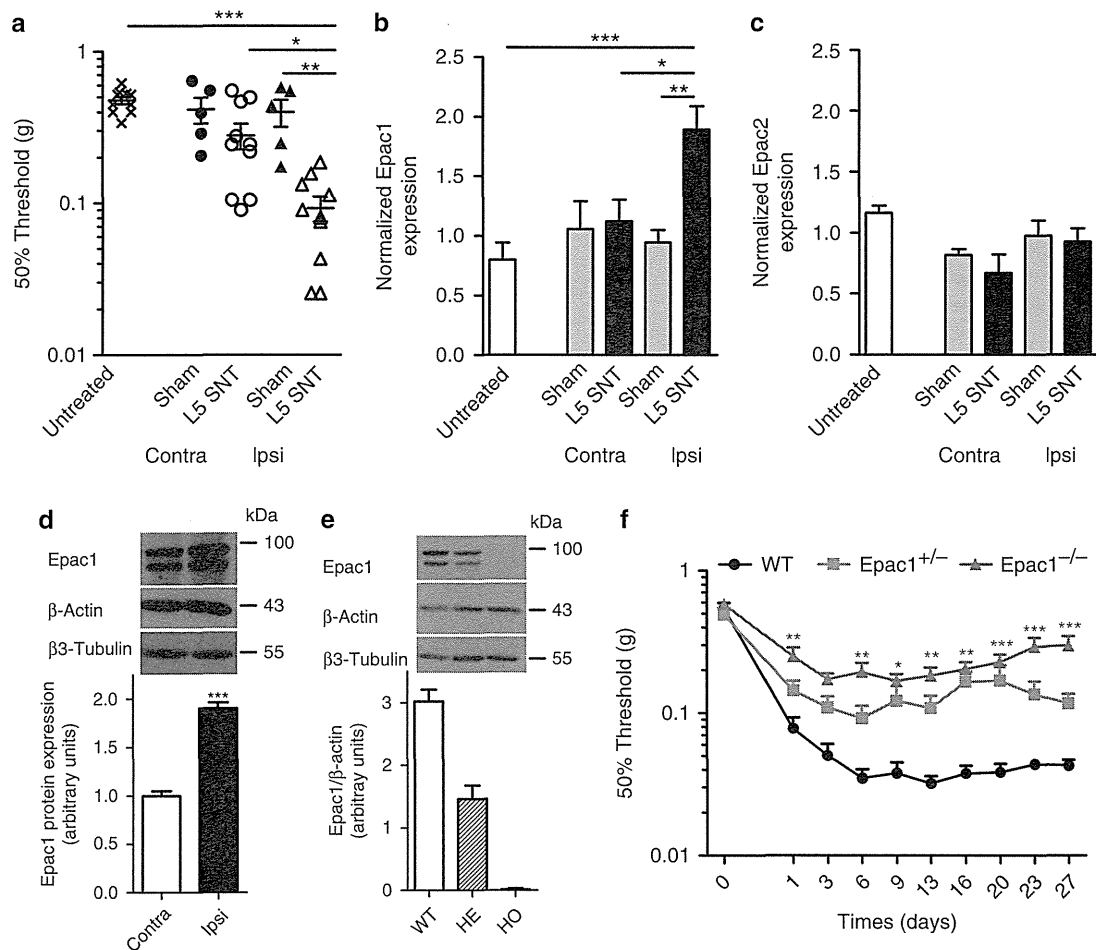 a
***
*
**
50% Threshold (g)
1
0.1
0.01
Untreated
Sham
L5 SNT
Sham
L5 SNT
Contra
Ipsi
b
***
*
**
Normalized Epac1
expression
2.5
2.0
1.5
1.0
0.5
0.0
Untreated
Sham
L5 SNT
Sham
L5 SNT
Contra
Ipsi
c
Normalized Epac2
expression
2.5
2.0
1.5
1.0
0.5
0.0
Untreated
Sham
L5 SNT
Sham
L5 SNT
Contra
Ipsi
d
kDa
Epac1
100
β-Actin
43
β3-Tubulin
55
Epac1 protein expression
(arbitrary units)
2.0
1.5
1.0
0.5
0.0
***
Contra
Ipsi
e
kDa
Epac1
100
β-Actin
43
β3-Tubulin
55
Epac1/β-actin
(arbitray units)
3
2
1
0
WT
HE
HO
f
WT
Epac1+/–
Epac1–/–
50% Threshold (g)
1
0.1
0.01
** ** * ** ** *** *** ***
0 1 3 6 9 13 16 20 23 27
Times (days)